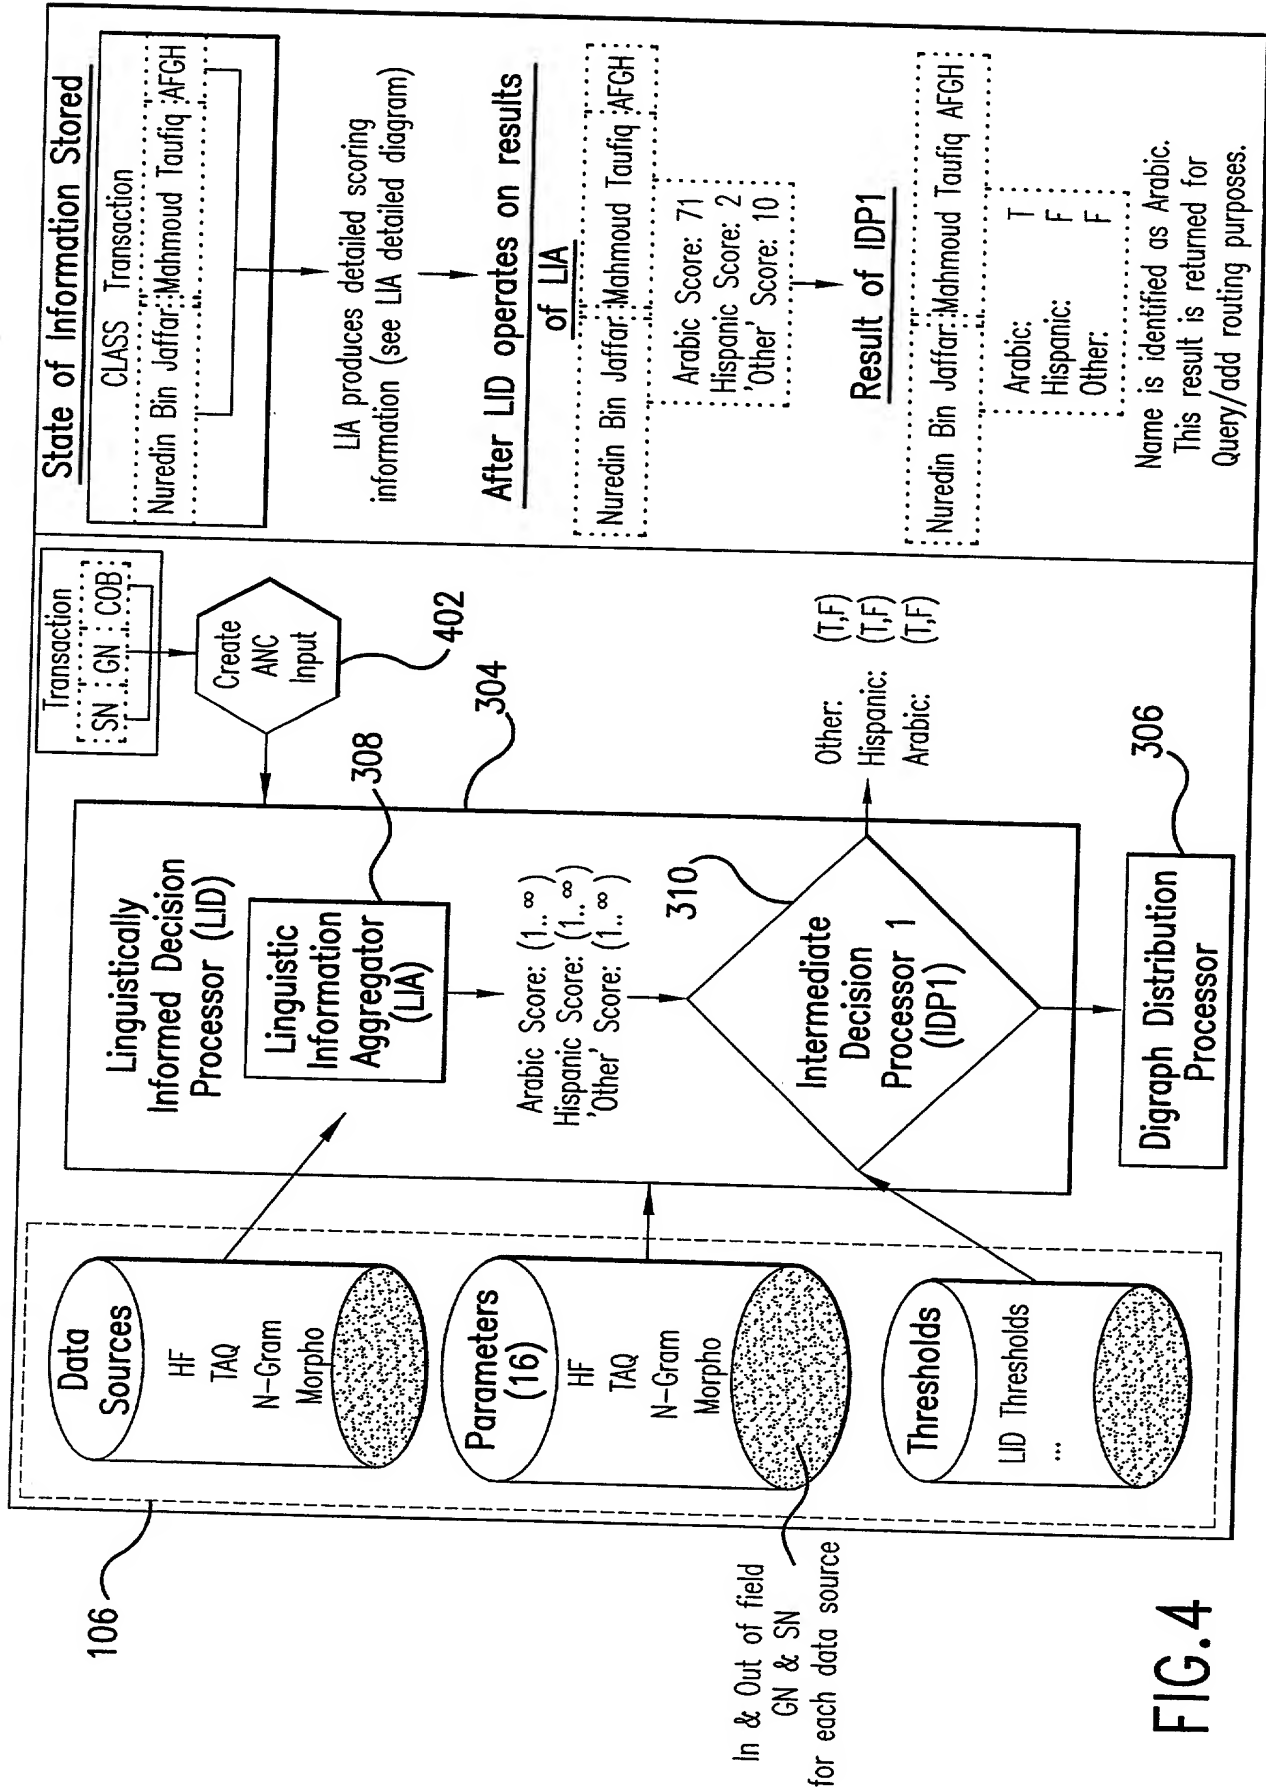 106
Data
Sources
HF
TAQ
N-Gram
Morpho
Parameters
(16)
HF
TAQ
N-Gram
Morpho
In & Out of field
GN & SN
for each data source
Thresholds
LID Thresholds
...
Linguistically
Informed Decision
Processor (LID)
Linguistic
Information
Aggregator
(LIA)
308
304
Arabic Score: (1.. ∞)
Hispanic Score: (1.. ∞)
'Other' Score: (1.. ∞)
310
Intermediate
Decision
Processor 1
(IDP1)
Digraph Distribution
Processor
306
Transaction
SN : GN : COB
Create
ANC
Input
402
Other: (T,F)
Hispanic: (T,F)
Arabic: (T,F)
State of Information Stored
CLASS Transaction
Nuredin Bin Jaffar Mahmoud Taufiq AFGH
LIA produces detailed scoring
information (see LIA detailed diagram)
After LID operates on results
of LIA
Nuredin Bin Jaffar Mahmoud Taufiq AFGH
Arabic Score: 71
Hispanic Score: 2
'Other' Score: 10
Result of IDP1
Nuredin Bin Jaffar Mahmoud Taufiq AFGH
Arabic: T
Hispanic: F
Other: F
Name is identified as Arabic.
This result is returned for
Query/add routing purposes.
FIG.4